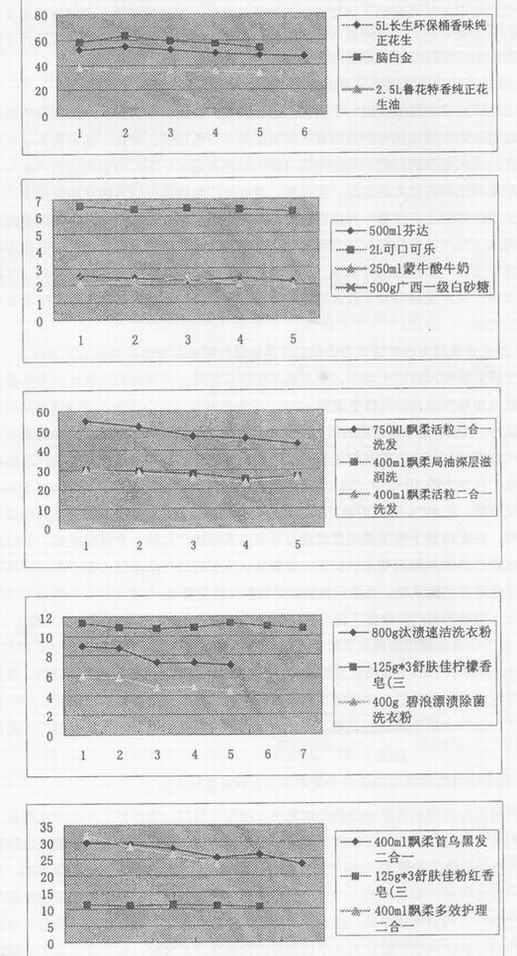 80
60
40
20
0
1 2 3 4 5 6
5L长生环保桶香味纯
正花生
脑白金
2.5L鲁花特香纯正花
生油
7
6
5
4
3
2
1
0
1 2 3 4 5
500ml芬达
2L可口可乐
250ml蒙牛酸牛奶
500g广西一级白砂糖
60
50
40
30
20
10
0
1 2 3 4 5
750ML飘柔活粒二合一
洗发
400ml飘柔局油深层滋
润洗
400ml飘柔活粒二合一
洗发
12
10
8
6
4
2
0
1 2 3 4 5 6 7
800g汰渍速洁洗衣粉
125g*3舒肤佳柠檬香
皂(三
400g 碧浪漂渍除菌
洗衣粉
35
30
25
20
15
10
5
0
400ml飘柔首乌黑发
二合一
125g*3舒肤佳粉红香
皂(三
400ml飘柔多效护理
二合一